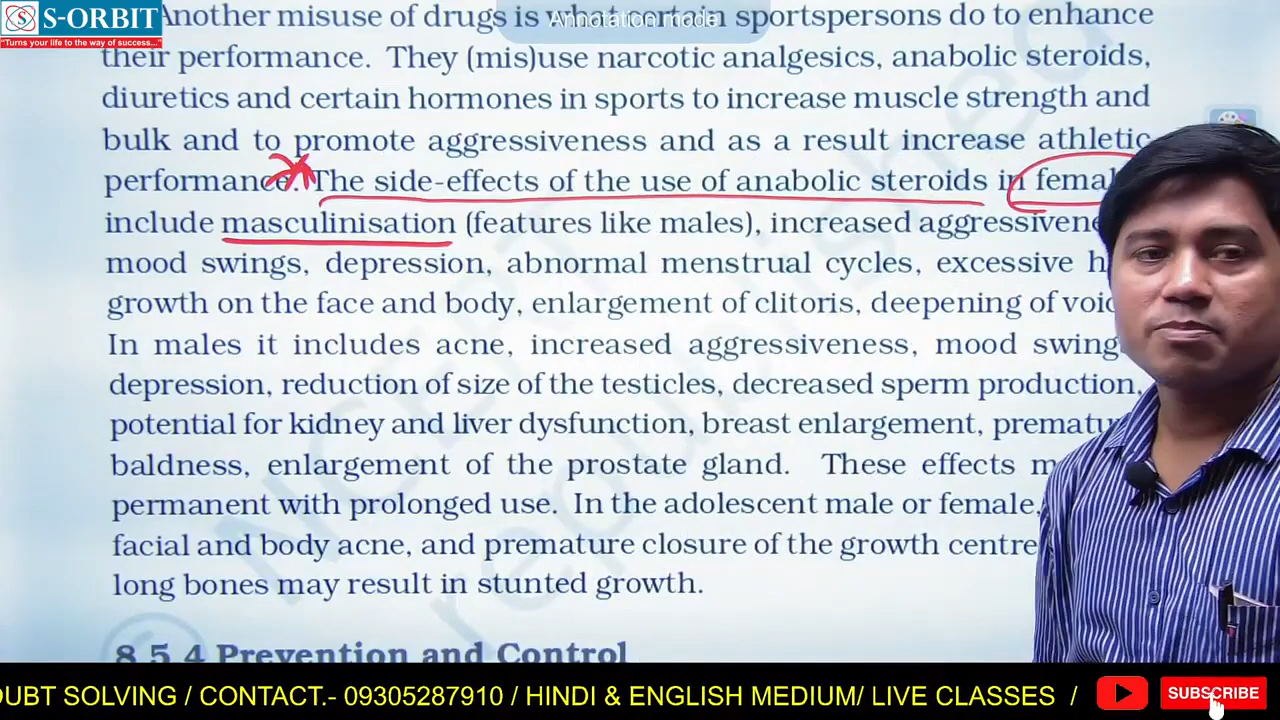 S-ORBIT
"Turns your life to the way of success..."
Annotation mode
Another misuse of drugs is what certain sportspersons do to enhance
their performance. They (mis)use narcotic analgesics, anabolic steroids,
diuretics and certain hormones in sports to increase muscle strength and
bulk and to promote aggressiveness and as a result increase athletic
performance. The side-effects of the use of anabolic steroids in
include masculinisation (features like males), increased
mood swings, depression, abnormal menstrual cycles, excessive
growth on the face and body, enlargement of clitoris, deepening of
In males it includes acne, increased aggressiveness, mood
depression, reduction of size of the testicles, decreased sperm production,
potential for kidney and liver dysfunction, breast enlargement,
baldness, enlargement of the prostate gland. These effects
permanent with prolonged use. In the adolescent male or female,
facial and body acne, and premature closure of the growth
long bones may result in stunted growth.
8.5.4 Prevention and Control
OUBT SOLVING / CONTACT.- 09305287910 / HINDI & ENGLISH MEDIUM/ LIVE CLASSES /
SUBSCRIBE